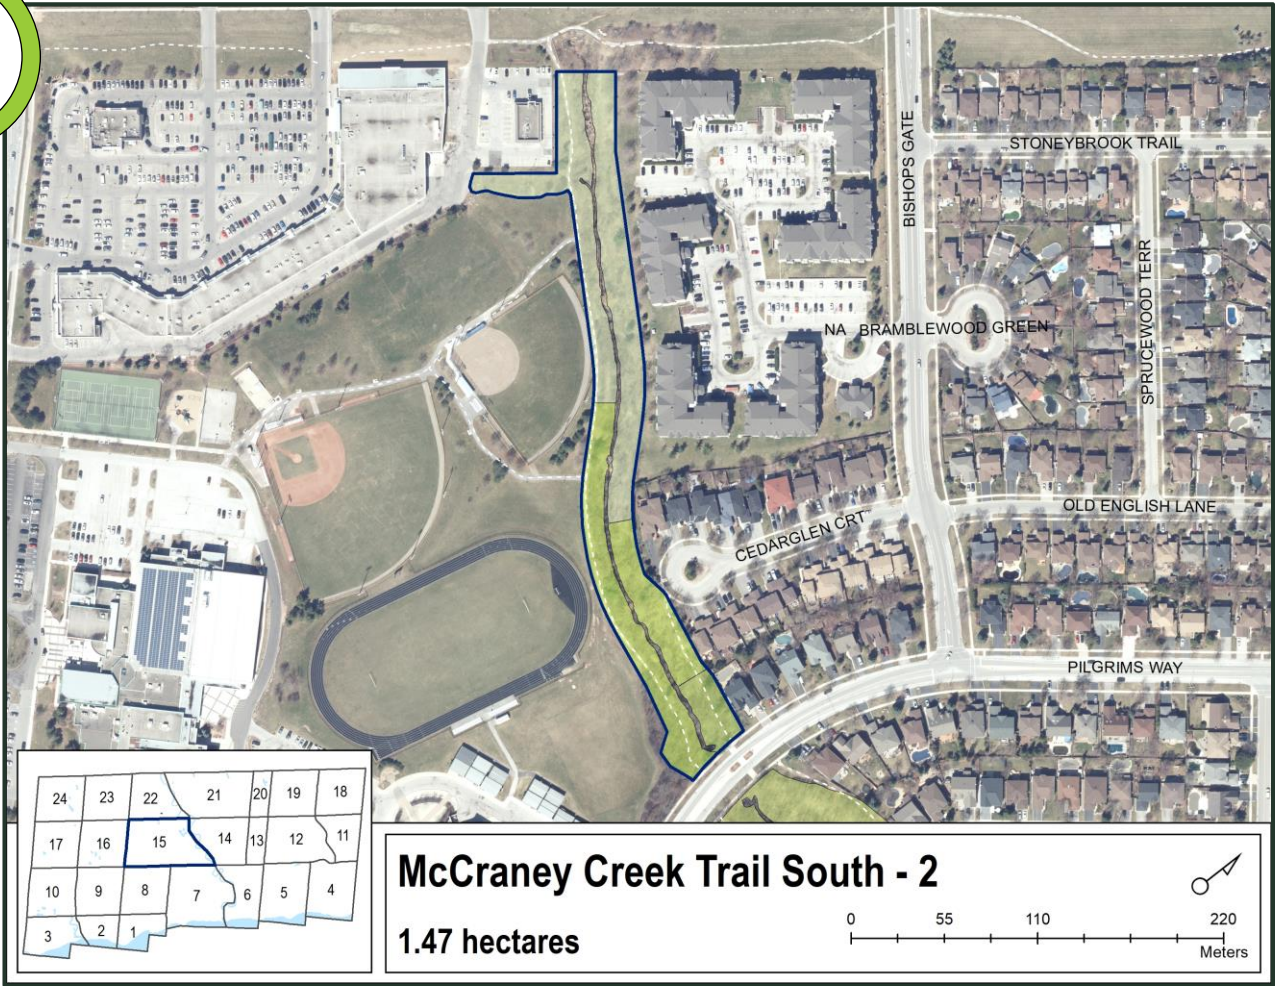 STONEYBROOK TRAIL
BISHOPS GATE
SPRUCEWOOD TERR
NA BRAMBLEWOOD GREEN
OLD ENGLISH LANE
CEDARGLEN CRT
PILGRIMS WAY
24 23 22 21 20 19 18
17 16 15 14 13 12 11
10 9 8 7 6 5 4
3 2 1
McCraney Creek Trail South - 2
1.47 hectares
0 55 110 220
Meters